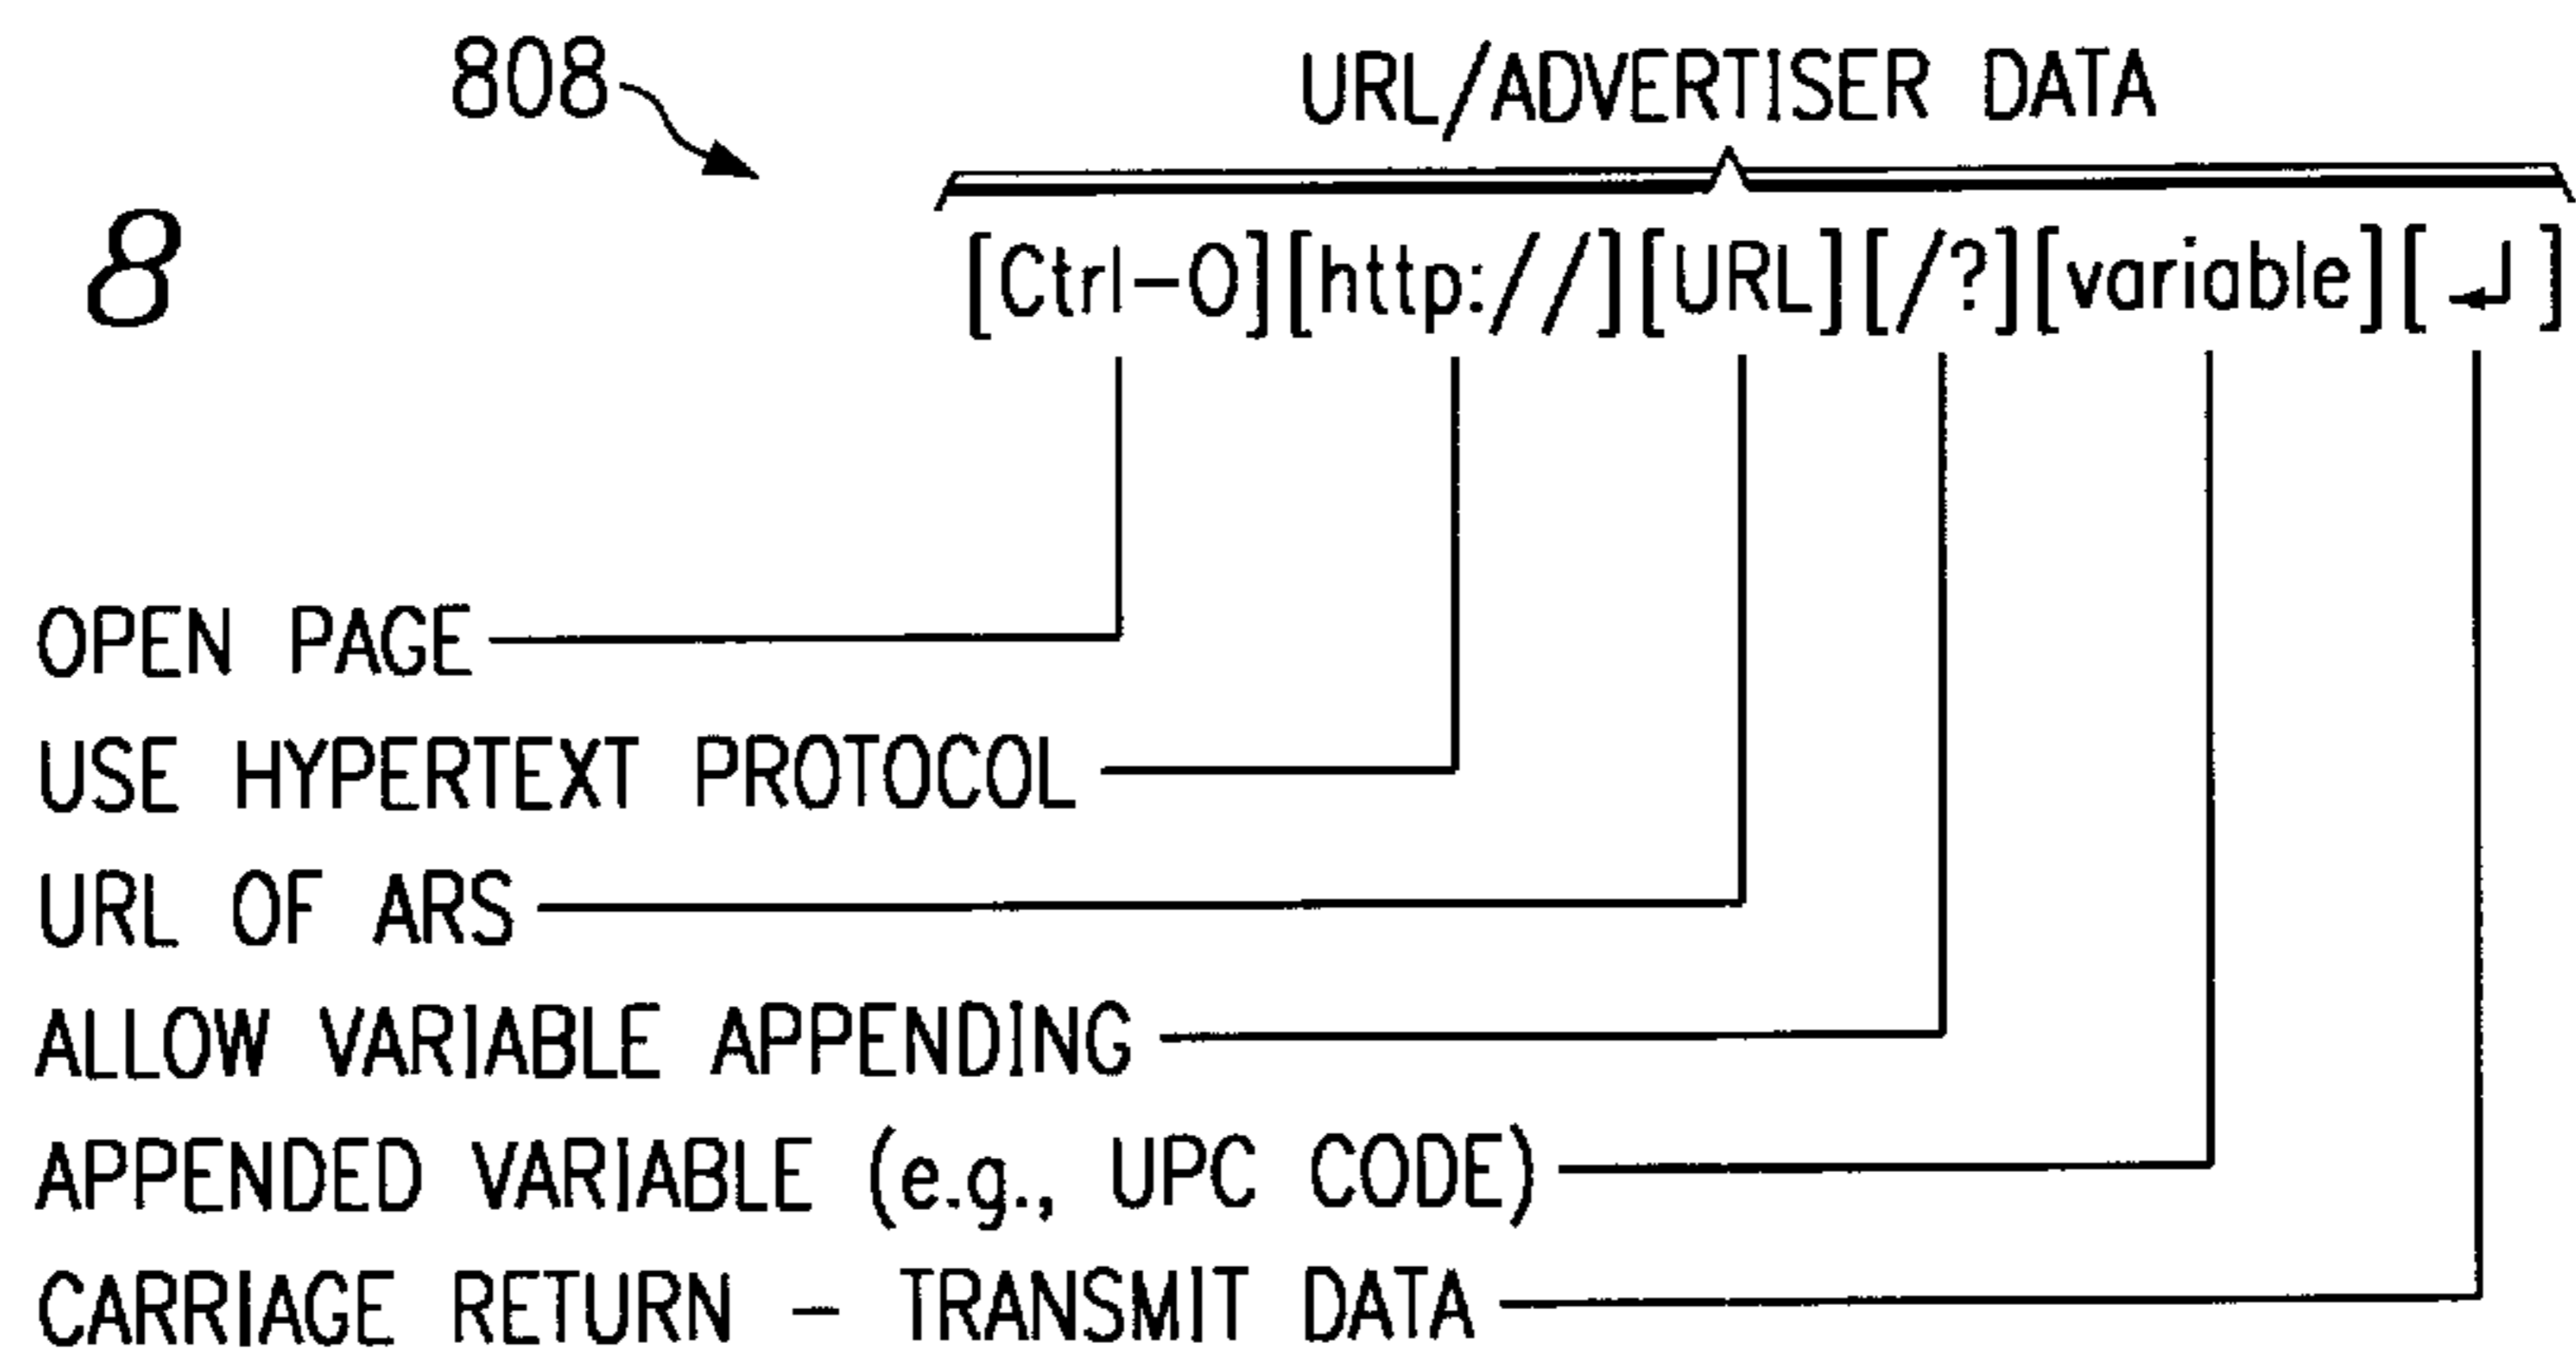 808
URL/ADVERTISER DATA
8
[Ctrl-O][http://][URL][/?][variable][↵]
OPEN PAGE
USE HYPERTEXT PROTOCOL
URL OF ARS
ALLOW VARIABLE APPENDING
APPENDED VARIABLE (e.g., UPC CODE)
CARRIAGE RETURN - TRANSMIT DATA